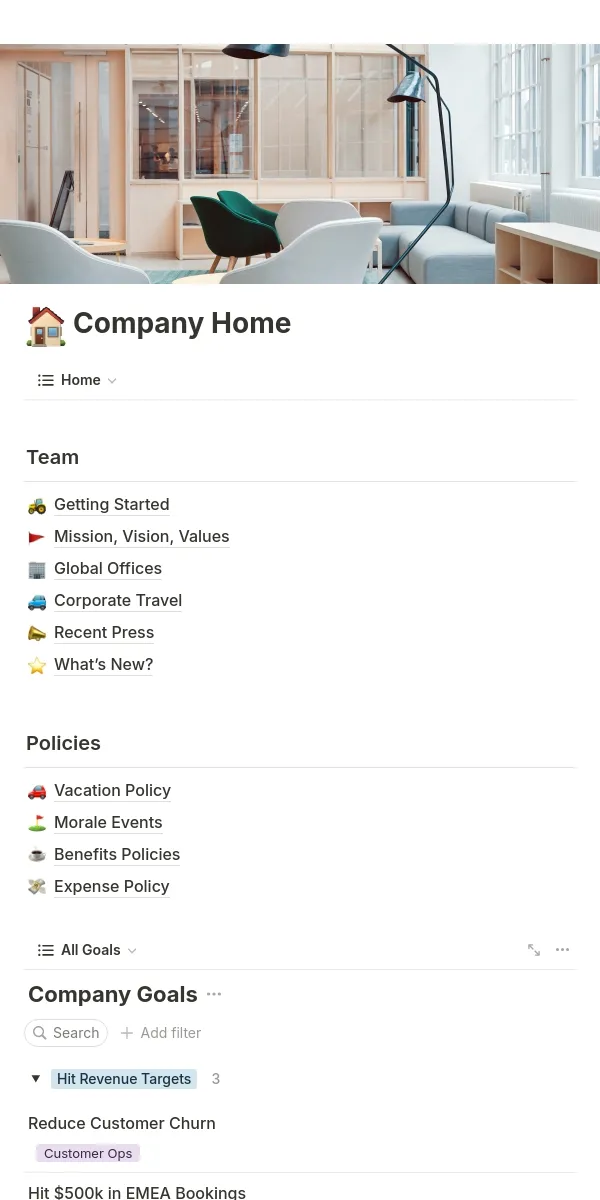 Company Home
Home
Team
Getting Started
Mission, Vision, Values
Global Offices
Corporate Travel
Recent Press
What’s New?
Policies
Vacation Policy
Morale Events
Benefits Policies
Expense Policy
All Goals
Company Goals
Search Add filter
Hit Revenue Targets 3
Reduce Customer Churn
Customer Ops
Hit $500k in EMEA Bookings